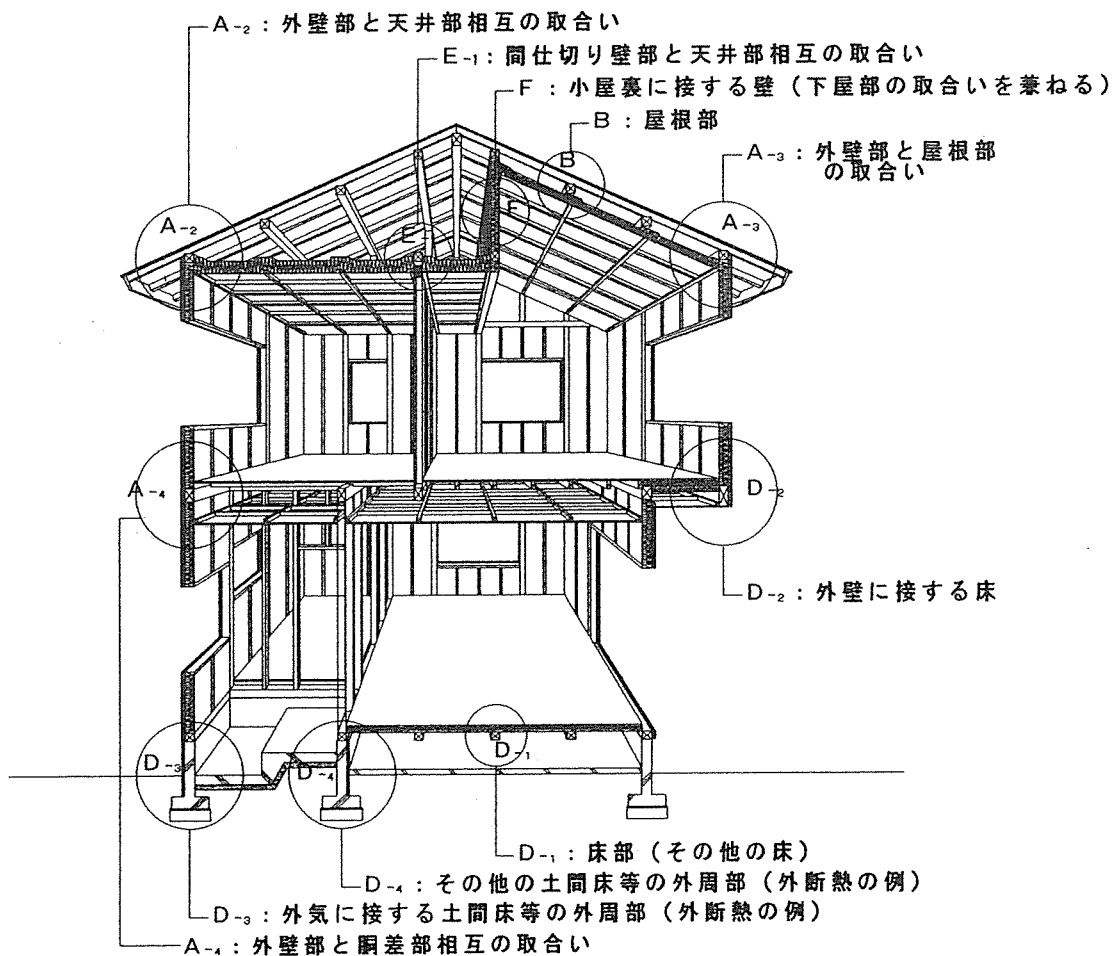 A-2：外壁部と天井部相互の取合い
E-1：間仕切り壁部と天井部相互の取合い
F：小屋裏に接する壁（下屋部の取合いを兼ねる）
B：屋根部
A-3：外壁部と屋根部
の取合い
B
A-2
F
A-3
E-1
A-4
D-2
D-2：外壁に接する床
D-3
D-4
D-1
D-1：床部（その他の床）
D-4：その他の土間床等の外周部（外断熱の例）
D-3：外気に接する土間床等の外周部（外断熱の例）
A-4：外壁部と胴差部相互の取合い